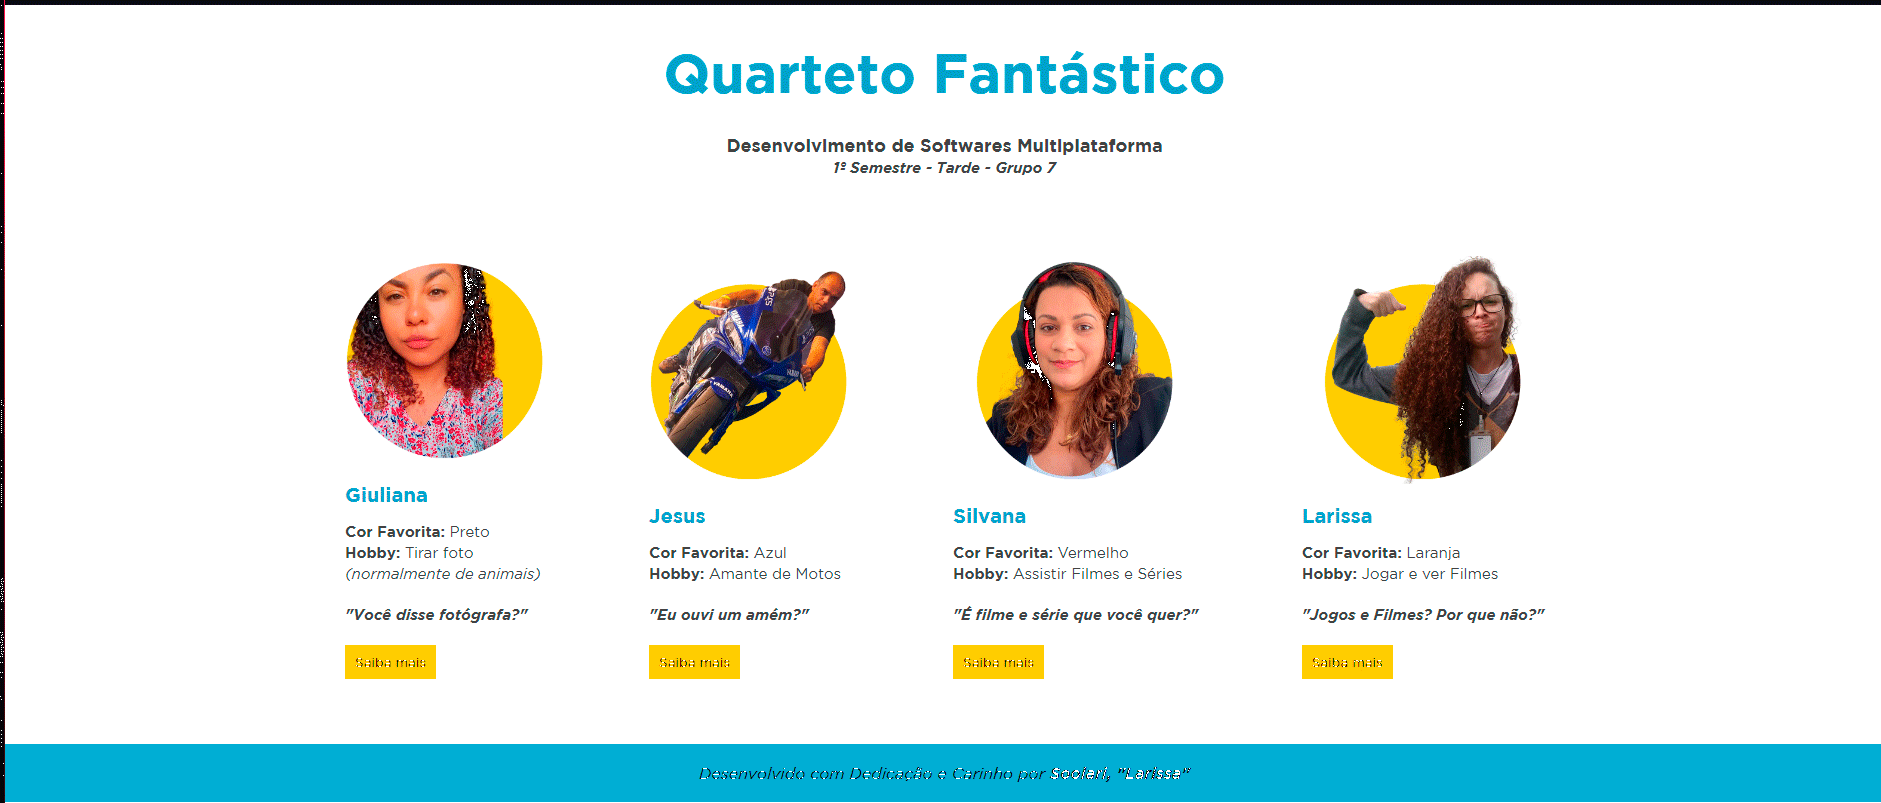 Quarteto Fantástico
Desenvolvimento de Softwares Multiplataforma
1º Semestre - Tarde - Grupo 7
Giuliana
Cor Favorita: Preto
Hobby: Tirar foto
(normalmente de animais)
"Você disse fotógrafa?"
Saiba mais
Jesus
Cor Favorita: Azul
Hobby: Amante de Motos
"Eu ouvi um amém?"
Saiba mais
Silvana
Cor Favorita: Vermelho
Hobby: Assistir Filmes e Séries
"É filme e série que você quer?"
Saiba mais
Larissa
Cor Favorita: Laranja
Hobby: Jogar e ver Filmes
"Jogos e Filmes? Por que não?"
Saiba mais
Desenvolvido com Dedicação e Carinho por "Larissa"